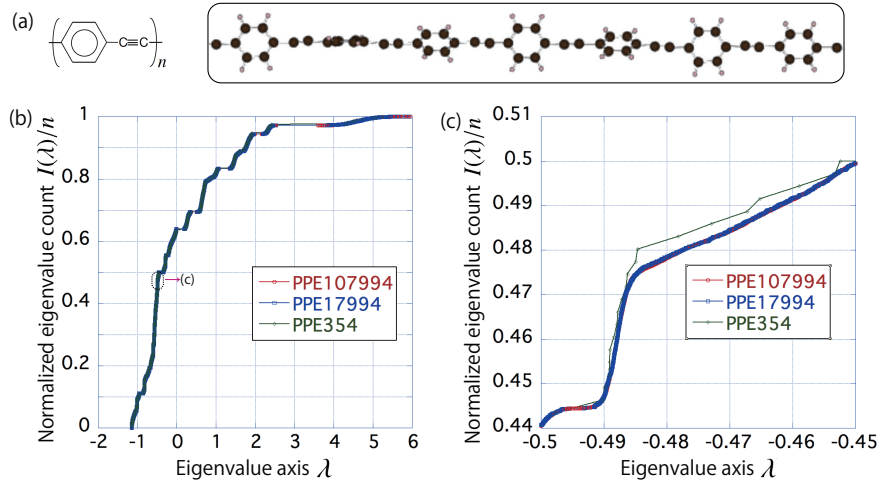 (a)
C≡C
n
(b)
Normalized eigenvalue count I(λ)/n
1
0.8
0.6
0.4
0.2
0
(c)
PPE107994
PPE17994
PPE354
-2 -1 0 1 2 3 4 5 6
Eigenvalue axis λ
(c)
Normalized eigenvalue count I(λ)/n
0.51
0.5
0.49
0.48
0.47
0.46
0.45
0.44
PPE107994
PPE17994
PPE354
-0.5 -0.49 -0.48 -0.47 -0.46 -0.45
Eigenvalue axis λ